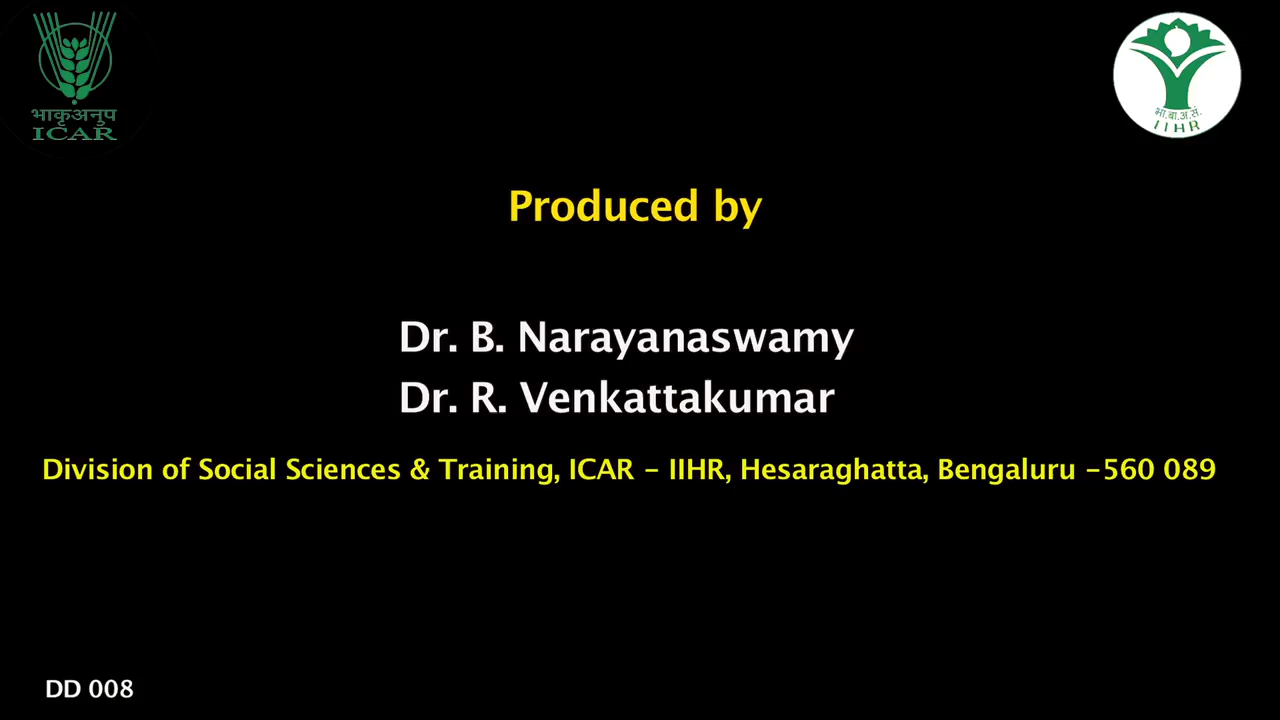 भाकृअनुप
ICAR
भा.बा.अ.सं.
IIHR
Produced by
Dr. B. Narayanaswamy
Dr. R. Venkattakumar
Division of Social Sciences & Training, ICAR - IIHR, Hesaraghatta, Bengaluru -560 089
DD 008